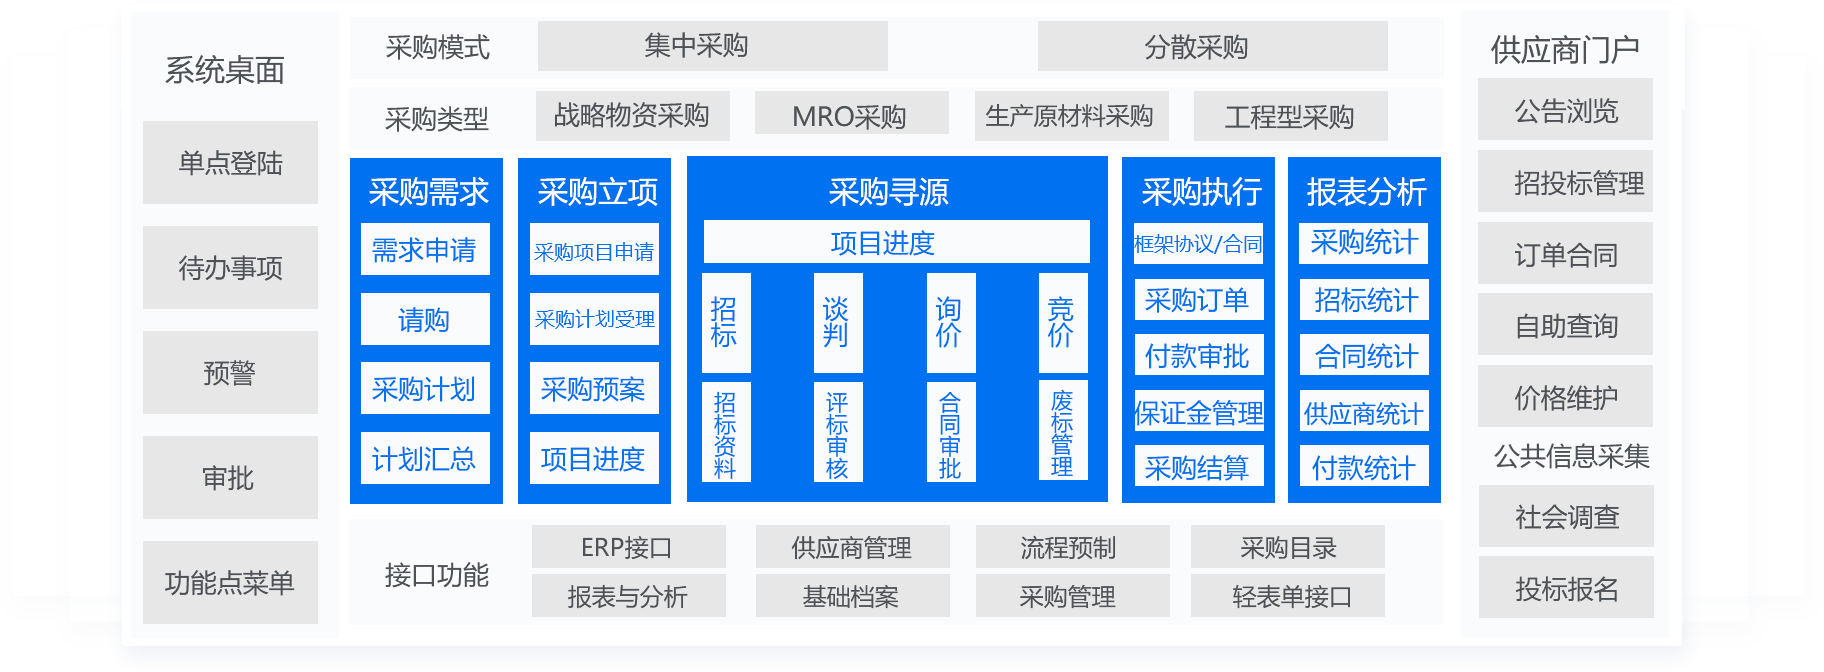 系统桌面
单点登陆
待办事项
预警
审批
功能点菜单
采购模式
集中采购
分散采购
采购类型
战略物资采购
MRO采购
生产原材料采购
工程型采购
采购需求
需求申请
请购
采购计划
计划汇总
采购立项
采购项目申请
采购计划受理
采购预案
项目进度
采购寻源
项目进度
招标
谈判
询价
竞价
招标资料
评标审核
合同审批
废标管理
采购执行
框架协议/合同
采购订单
付款审批
保证金管理
采购结算
报表分析
采购统计
招标统计
合同统计
供应商统计
付款统计
接口功能
ERP接口
供应商管理
流程预制
采购目录
报表与分析
基础档案
采购管理
轻表单接口
供应商门户
公告浏览
招投标管理
订单合同
自助查询
价格维护
公共信息采集
社会调查
投标报名